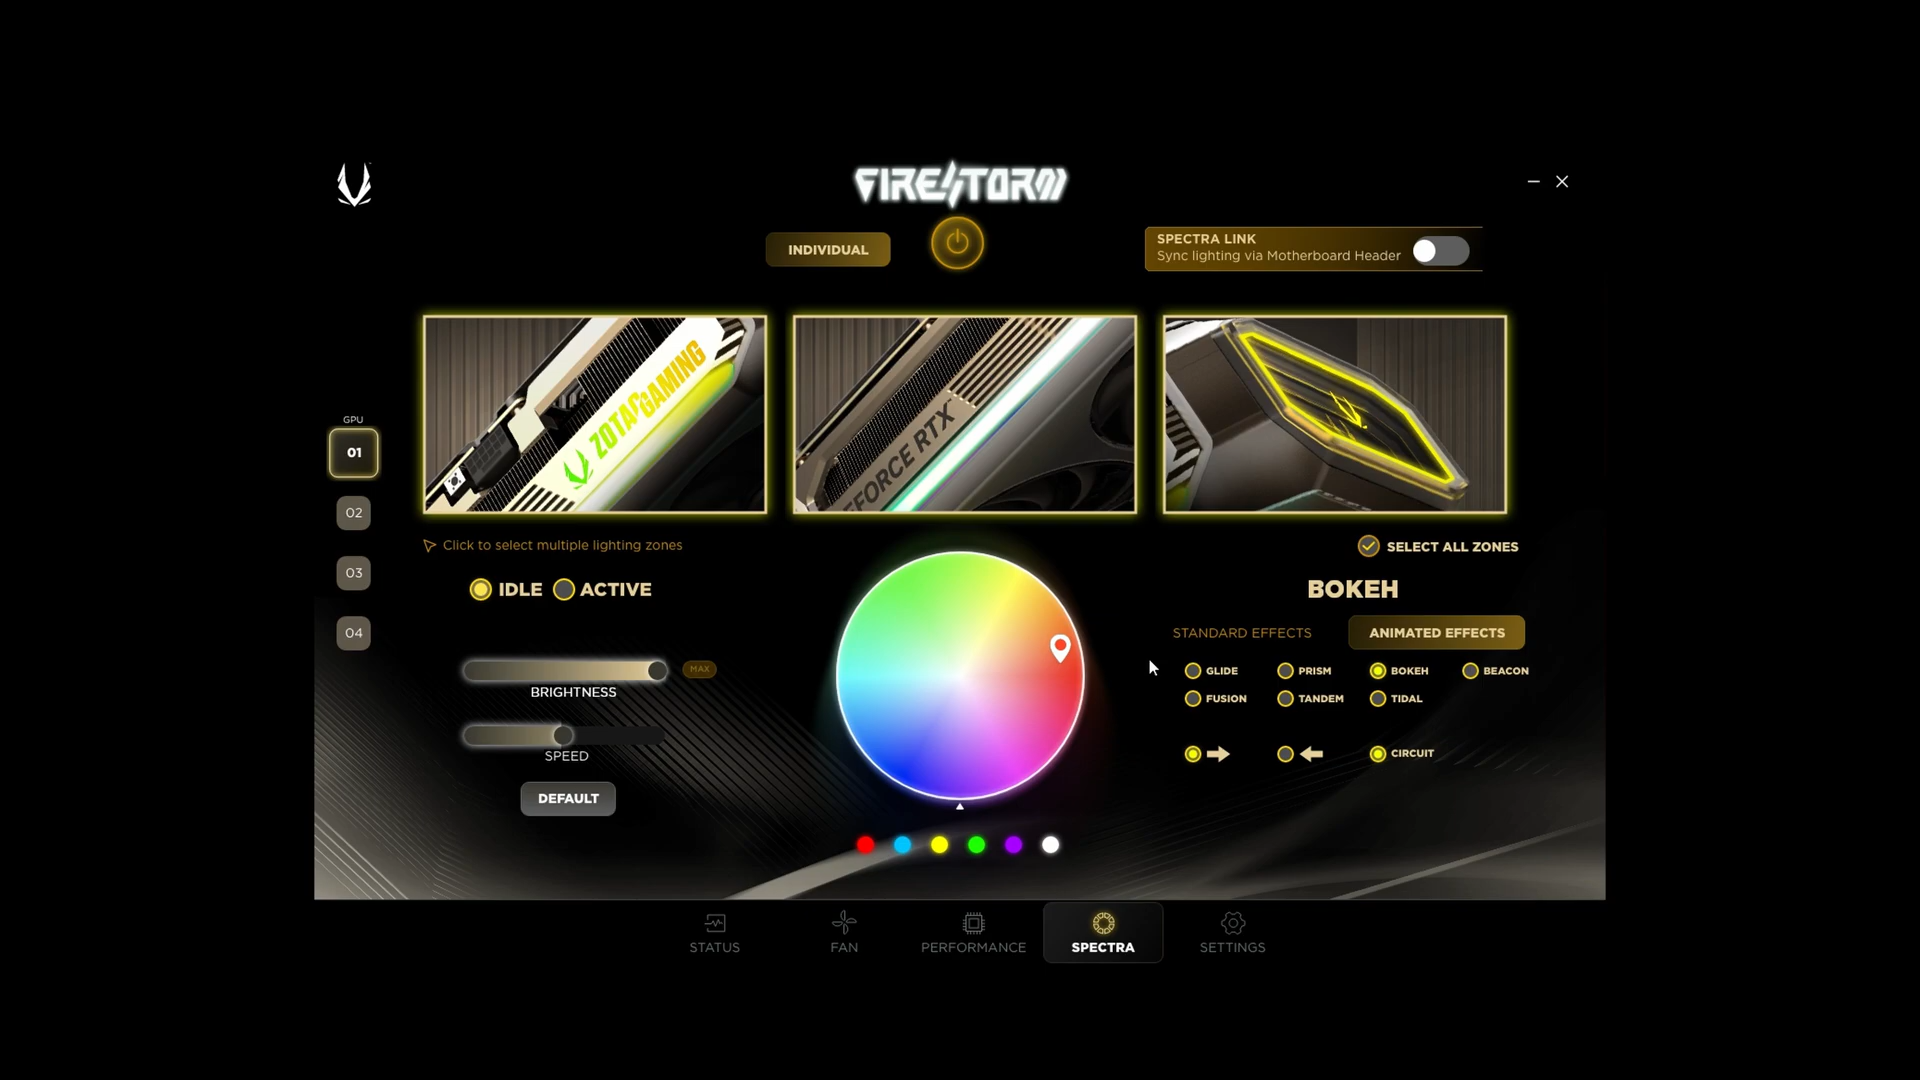 FIRESTORM
INDIVIDUAL
SPECTRA LINK
Sync lighting via Motherboard Header
ZOTAC GAMING
EFORCE RTX
GPU
01
02
03
04
Click to select multiple lighting zones
SELECT ALL ZONES
IDLE
ACTIVE
BOKEH
STANDARD EFFECTS
ANIMATED EFFECTS
GLIDE
PRISM
BOKEH
BEACON
FUSION
TANDEM
TIDAL
CIRCUIT
MAX
BRIGHTNESS
SPEED
DEFAULT
STATUS
FAN
PERFORMANCE
SPECTRA
SETTINGS